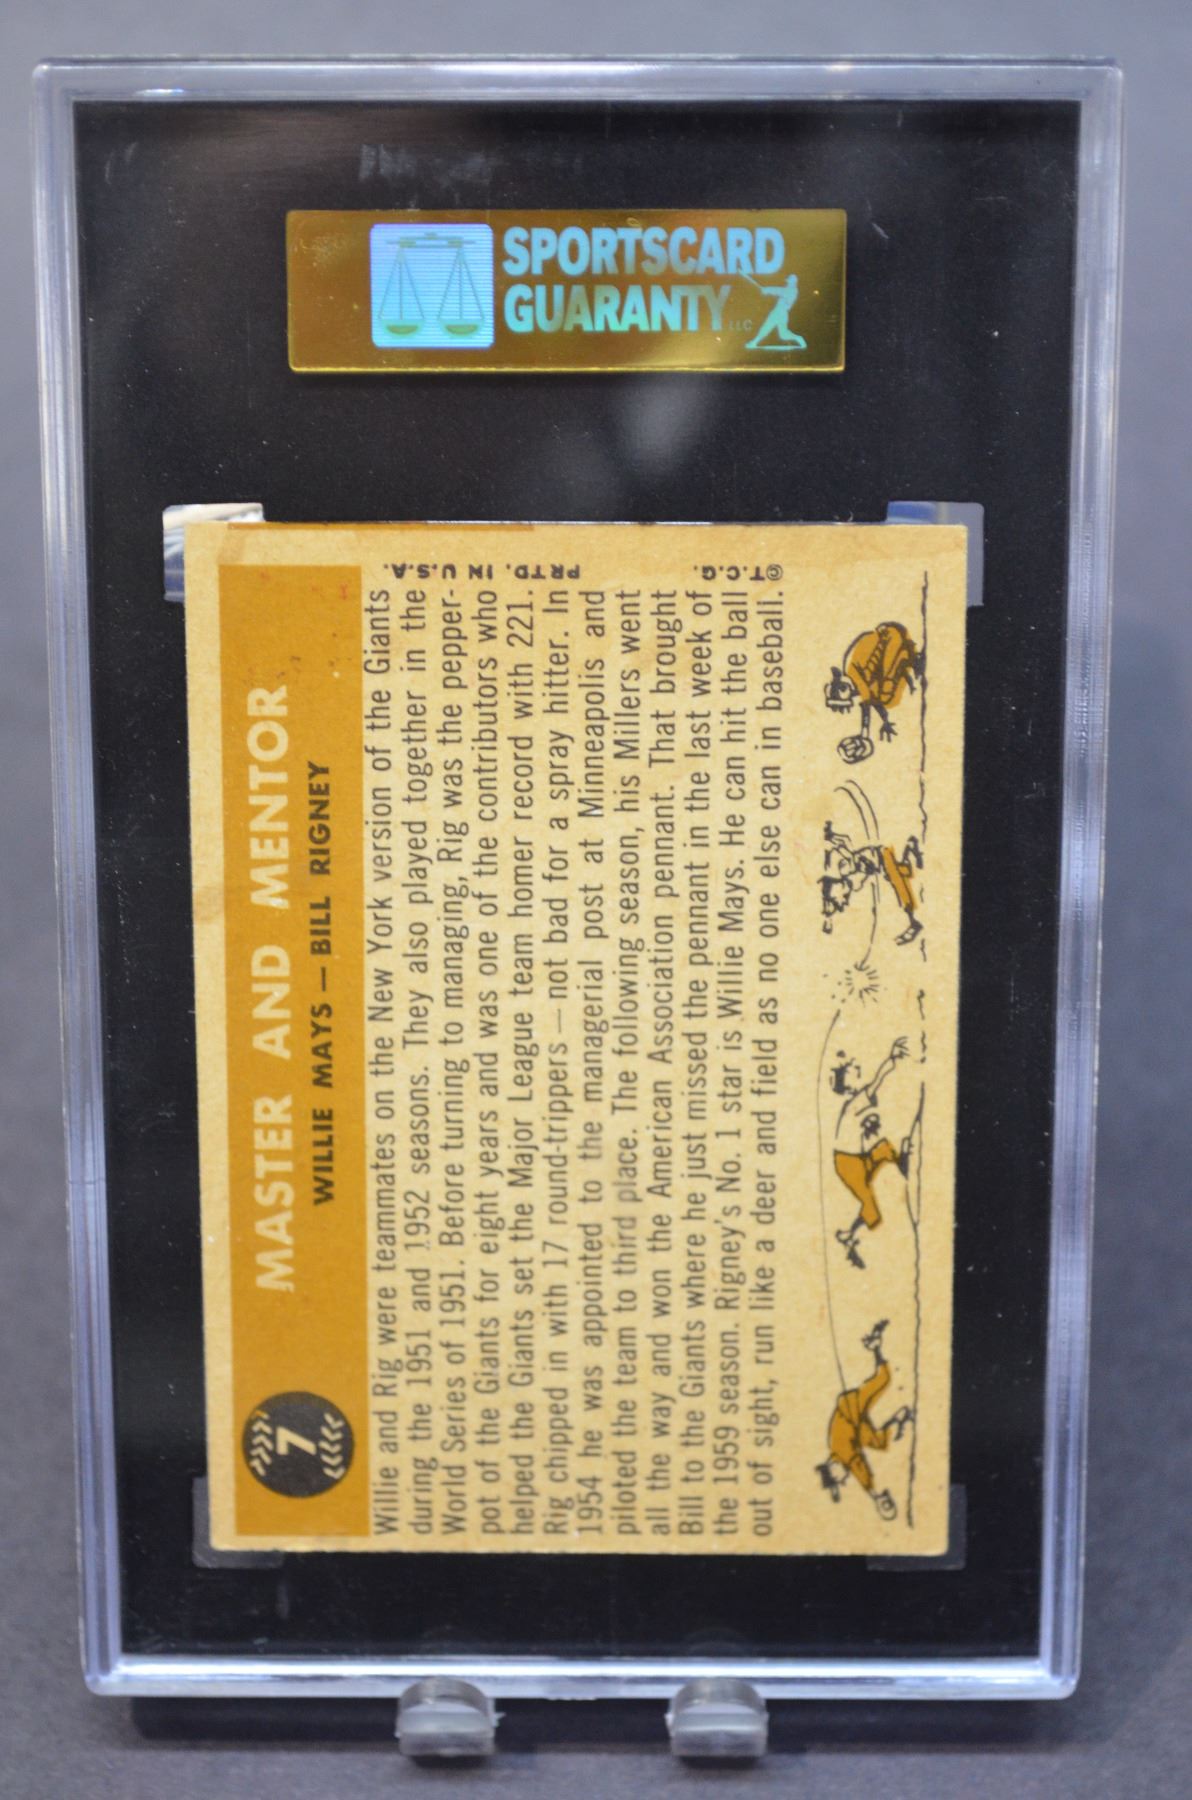 SPORTSCARD
GUARANTY LLC
7
MASTER AND MENTOR
WILLIE MAYS — BILL RIGNEY
Willie and Rig were teammates on the New York version of the Giants
during the 1951 and 1952 seasons. They also played together in the
World Series of 1951. Before turning to managing, Rig was the pepper-
pot of the Giants for eight years and was one of the contributors who
helped the Giants set the Major League team homer record with 221.
Rig chipped in with 17 round-trippers — not bad for a spray hitter. In
1954 he was appointed to the managerial post at Minneapolis and
piloted the team to third place. The following season, his Millers went
all the way and won the American Association pennant. That brought
Bill to the Giants where he just missed the pennant in the last week of
the 1959 season. Rigney's No. 1 star is Willie Mays. He can hit the ball
out of sight, run like a deer and field as no one else can in baseball.
©T.C.G. PRTD. IN U.S.A.